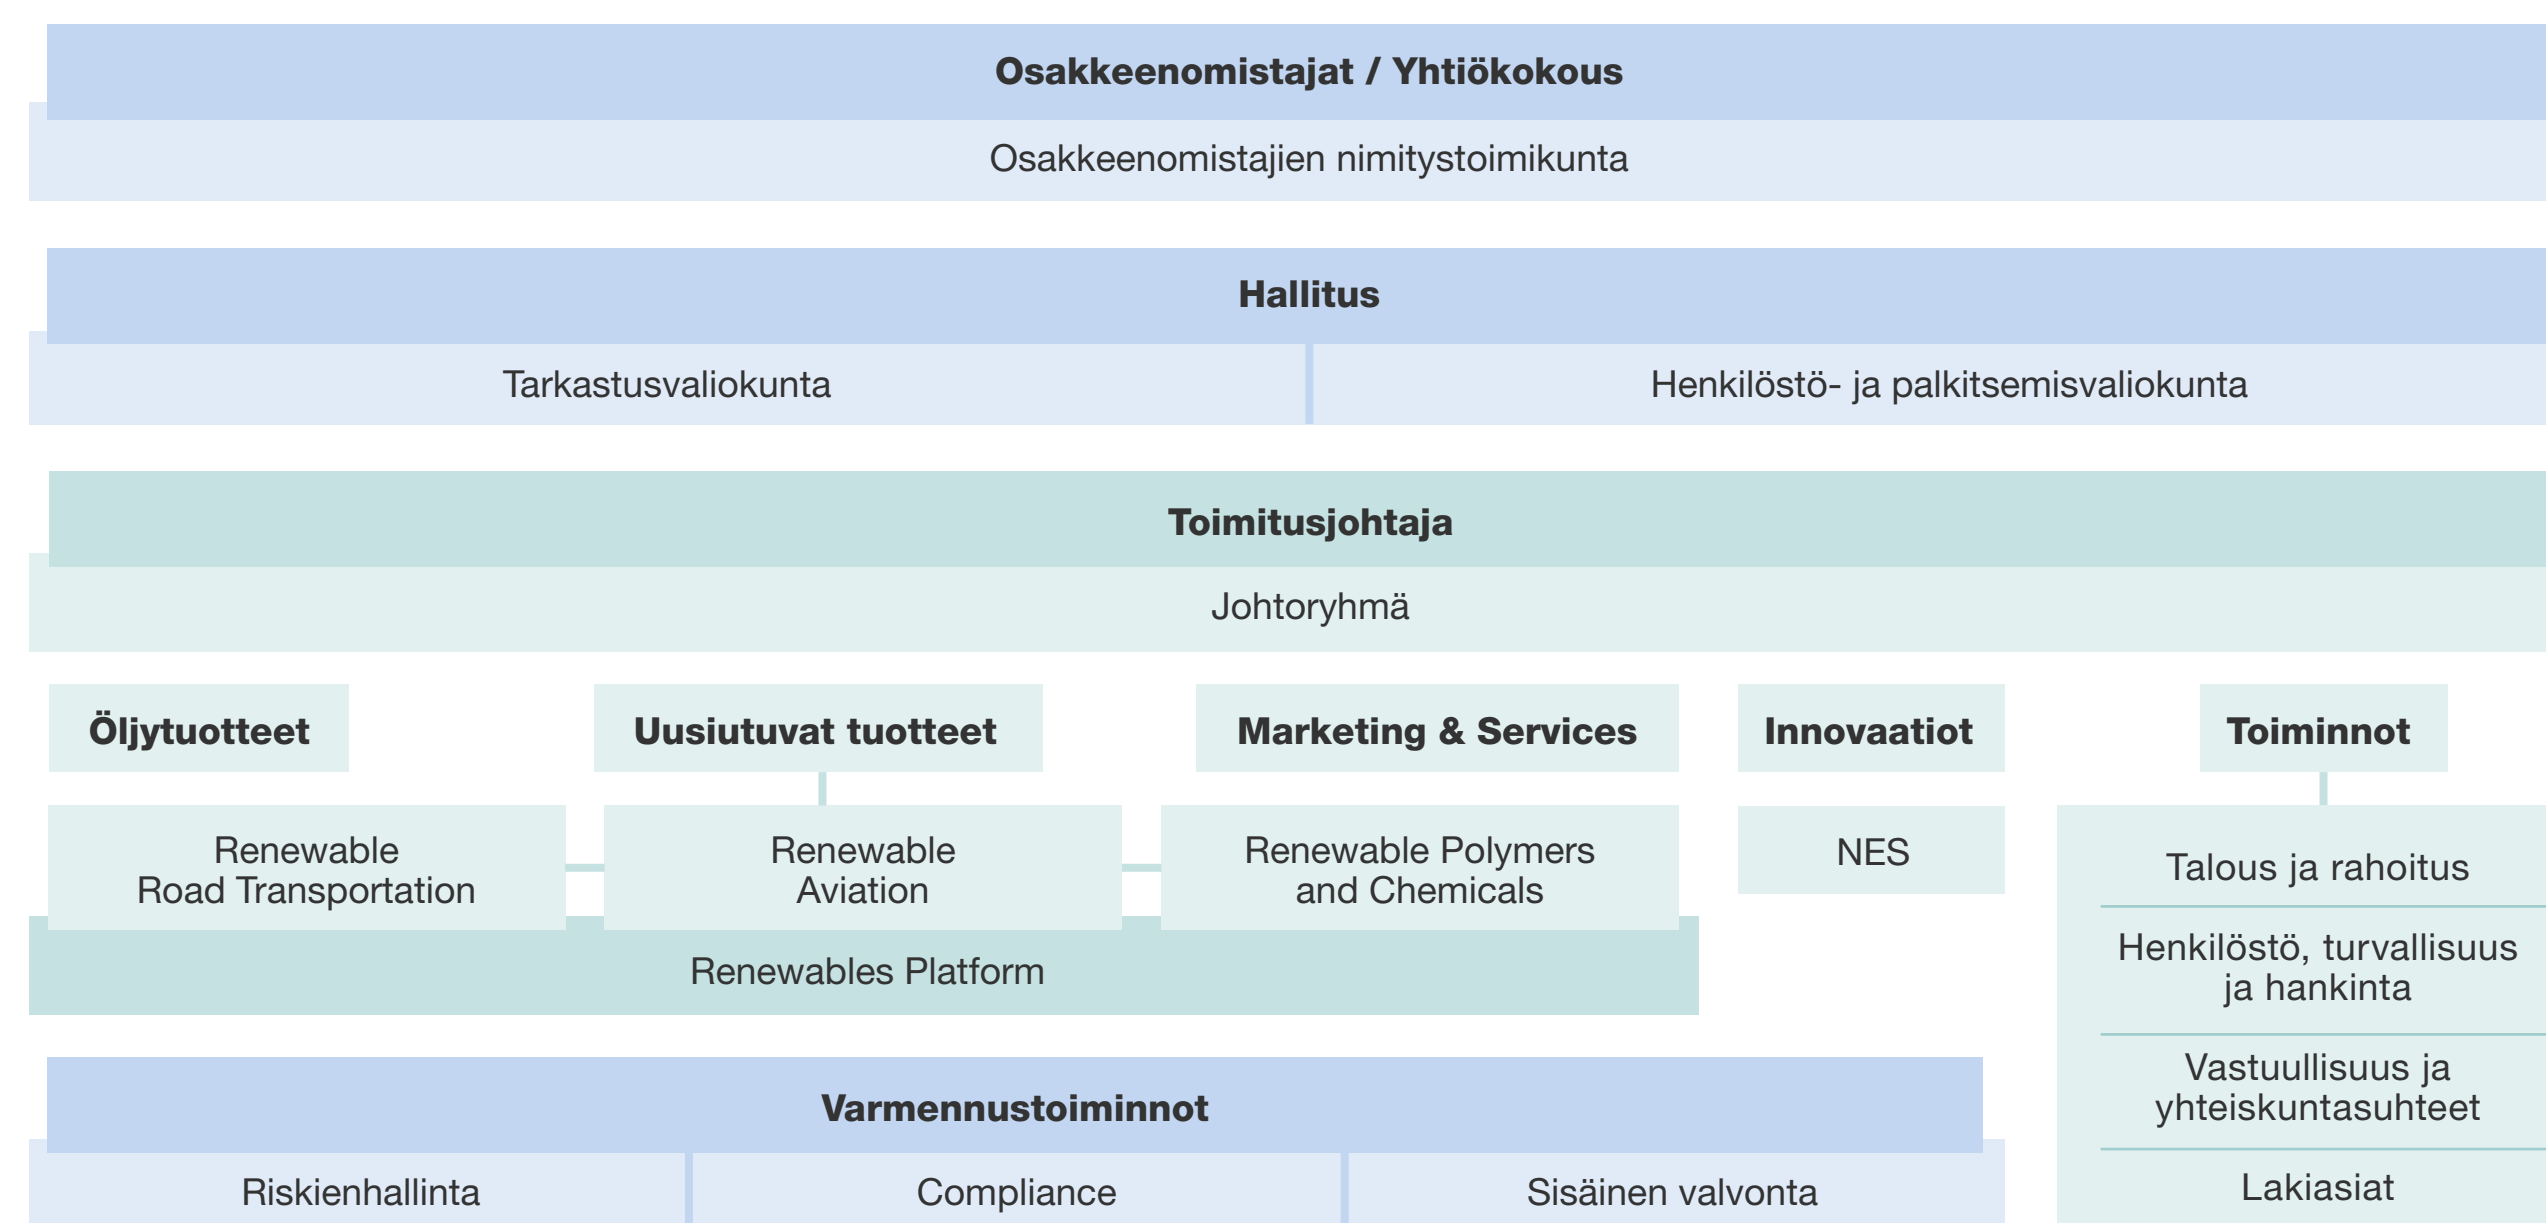 Osakkeenomistajat / Yhtiökokous
Osakkeenomistajien nimitystoimikunta
Hallitus
Tarkastusvaliokunta
Henkilöstö- ja palkitsemisvaliokunta
Toimitusjohtaja
Johtoryhmä
Öljytuotteet
Uusiutuvat tuotteet
Marketing & Services
Innovaatiot
Toiminnot
Renewable
Road Transportation
Renewable
Aviation
Renewable Polymers
and Chemicals
NES
Renewables Platform
Talous ja rahoitus
Henkilöstö, turvallisuus
ja hankinta
Vastuullisuus ja
yhteiskuntasuhteet
Lakiasiat
Varmennustoiminnot
Riskienhallinta
Compliance
Sisäinen valvonta